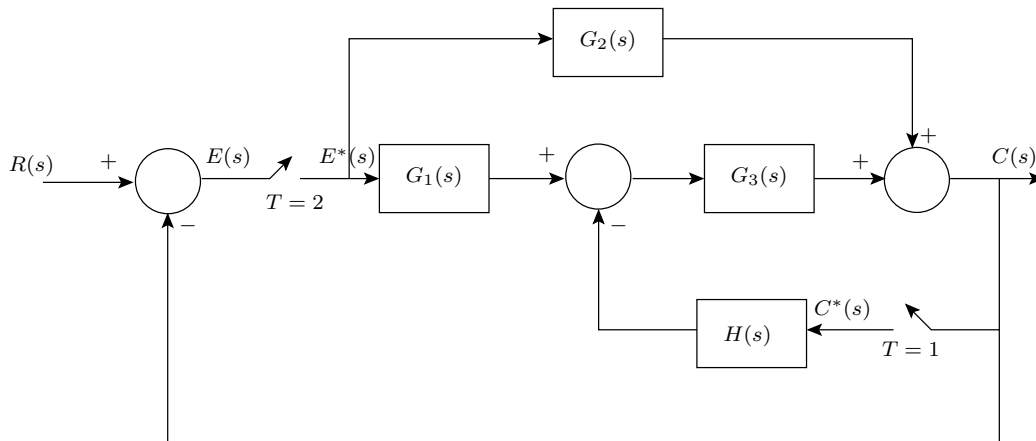 G₂(s)
R(s)
+
E(s)
T = 2
E*(s)
G₁(s)
+
G₃(s)
+
+
C(s)
−
−
H(s)
C*(s)
T = 1